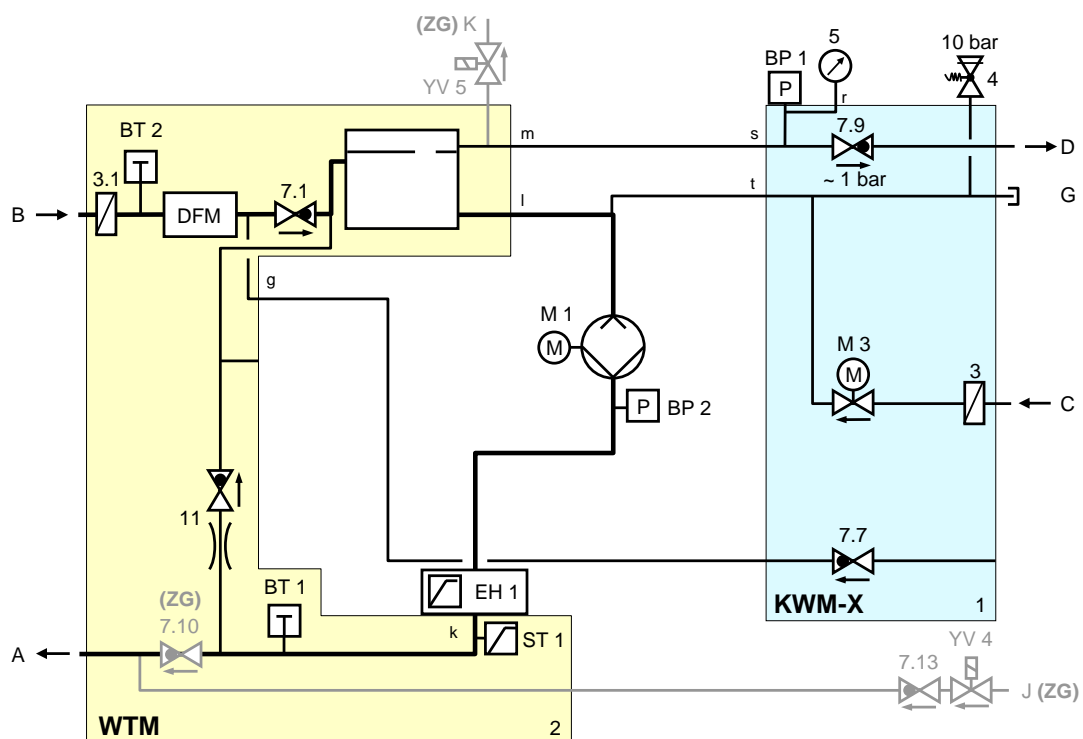 (ZG) K
YV 5
5
10 bar
BP 1
P
4
r
BT 2
T
m
s
7.9
D
3.1
7.1
~ 1 bar
B
DFM
l
t
G
g
M 1
M
M 3
M
3
P
BP 2
C
11
7.7
BT 1
T
EH 1
(ZG)
7.10
k
ST 1
KWM-X
1
A
YV 4
7.13
J (ZG)
WTM
2